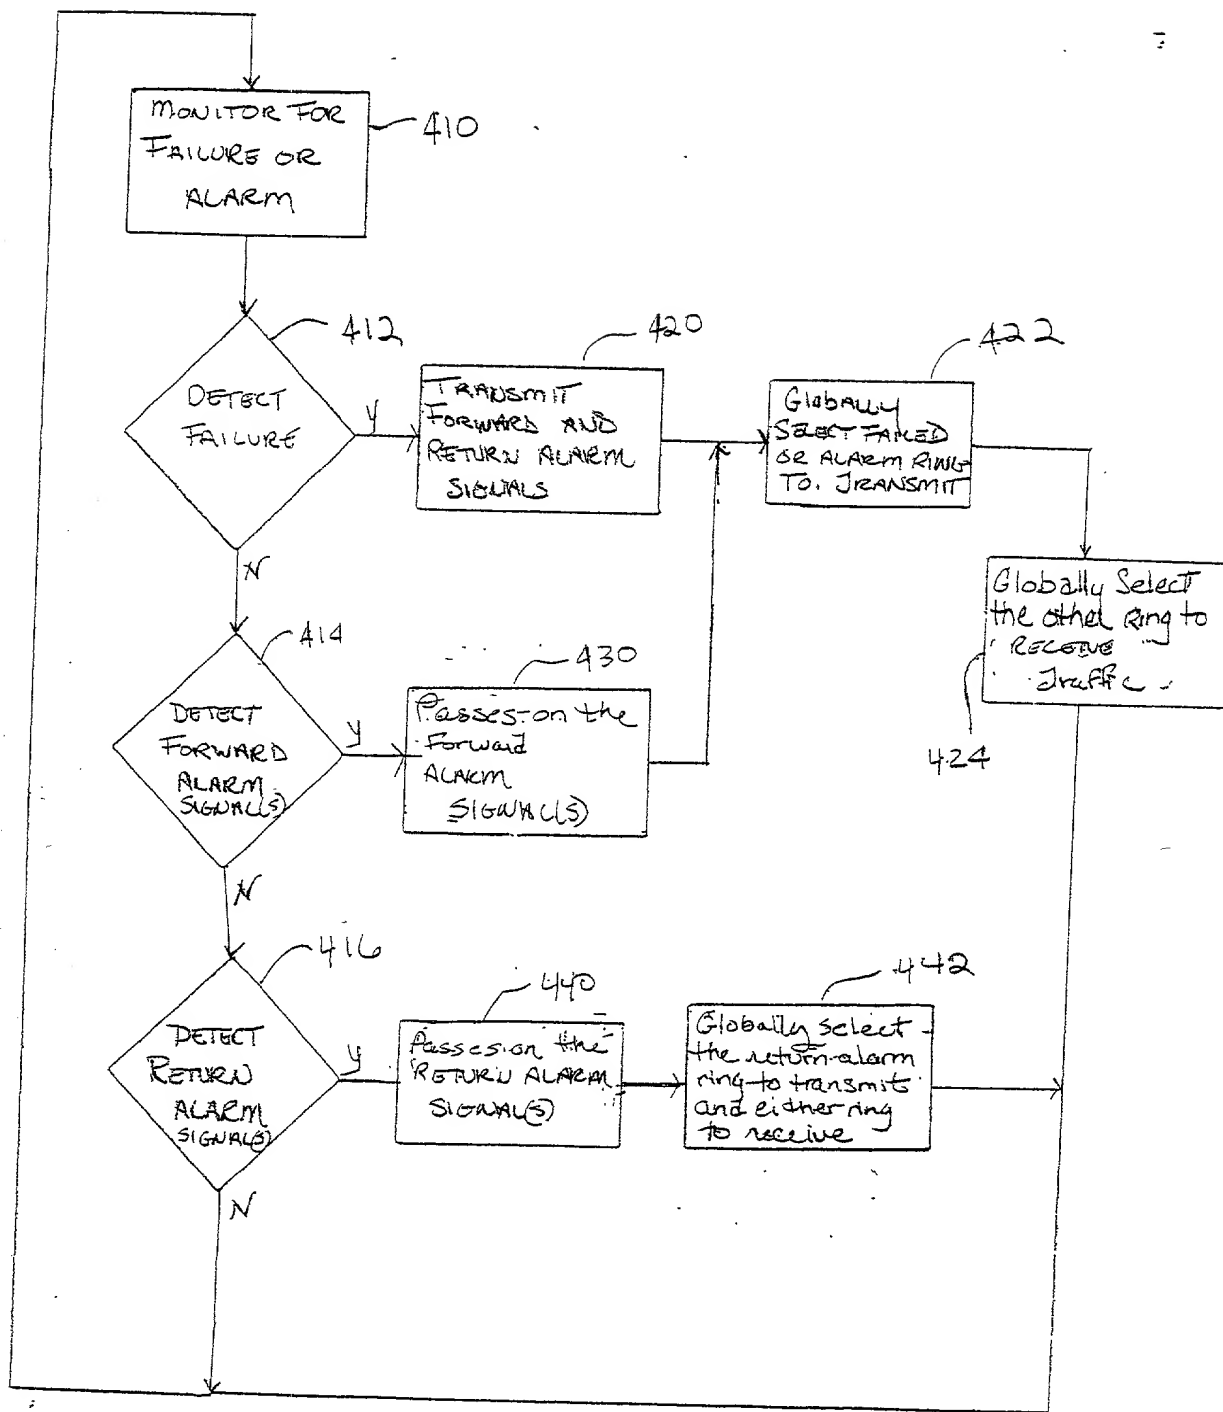 MONITOR FOR
FAILURE OR
ALARM
410
412
DETECT
FAILURE
Y
N
420
TRANSMIT
FORWARD AND
RETURN ALARM
SIGNALS
422
Globally
SELECT FAILED
OR ALARM RING
TO. TRANSMIT
Globally Select
the other Ring to
RECEIVE
Traffic
424
414
DETECT
FORWARD
ALARM
SIGNAL(S)
Y
N
430
Passes-on the
Forward
ALARM
SIGNAL(S)
416
DETECT
RETURN
ALARM
SIGNAL(S)
Y
N
440
Passes on the
RETURN ALARM
SIGNAL(S)
442
Globally select
the return-alarm
ring to transmits
and either ring
to receive